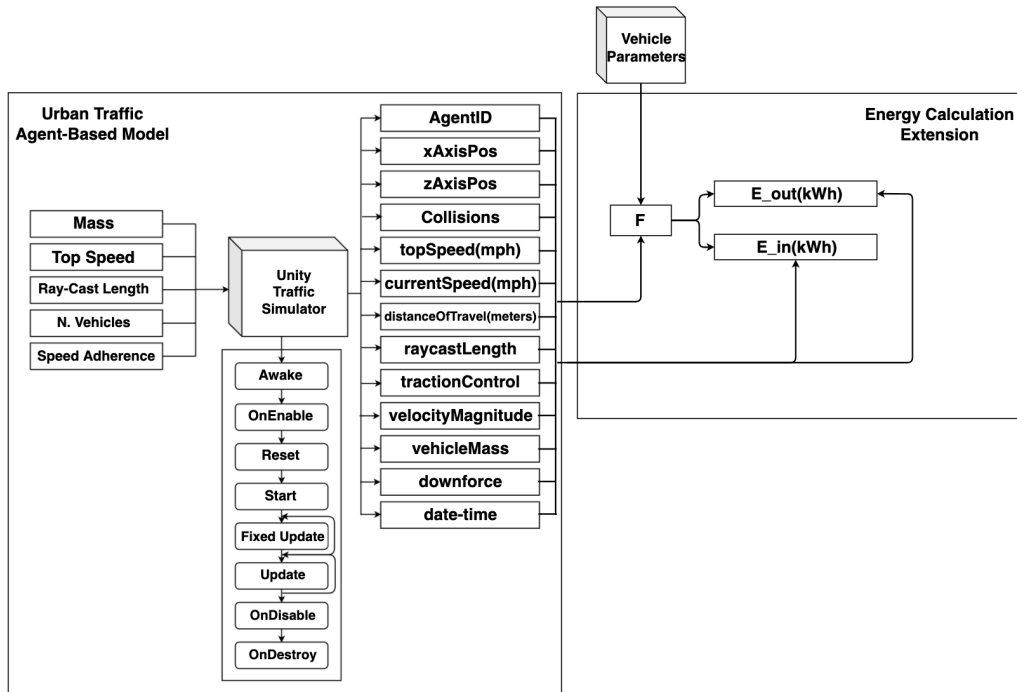 Vehicle
Parameters
Urban Traffic
Agent-Based Model
Energy Calculation
Extension
Mass
Top Speed
Ray-Cast Length
N. Vehicles
Speed Adherence
Unity
Traffic
Simulator
Awake
OnEnable
Reset
Start
Fixed Update
Update
OnDisable
OnDestroy
AgentID
xAxisPos
zAxisPos
Collisions
topSpeed(mph)
currentSpeed(mph)
distanceOfTravel(meters)
raycastLength
tractionControl
velocityMagnitude
vehicleMass
downforce
date-time
F
E_out(kWh)
E_in(kWh)